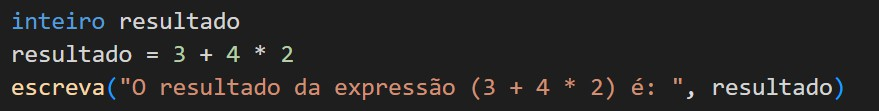 inteiro resultado
resultado = 3 + 4 * 2
escreva("O resultado da expressão (3 + 4 * 2) é: ", resultado)